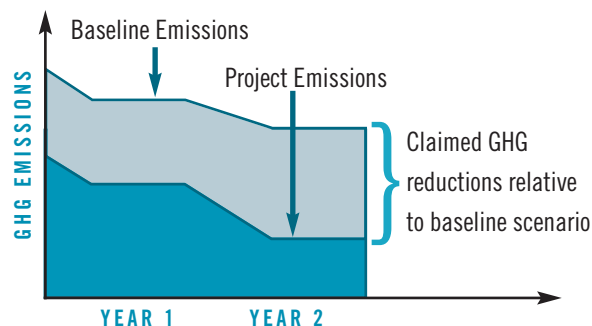 Baseline Emissions
Project Emissions
GHG EMISSIONS
Claimed GHG
reductions relative
to baseline scenario
YEAR 1
YEAR 2